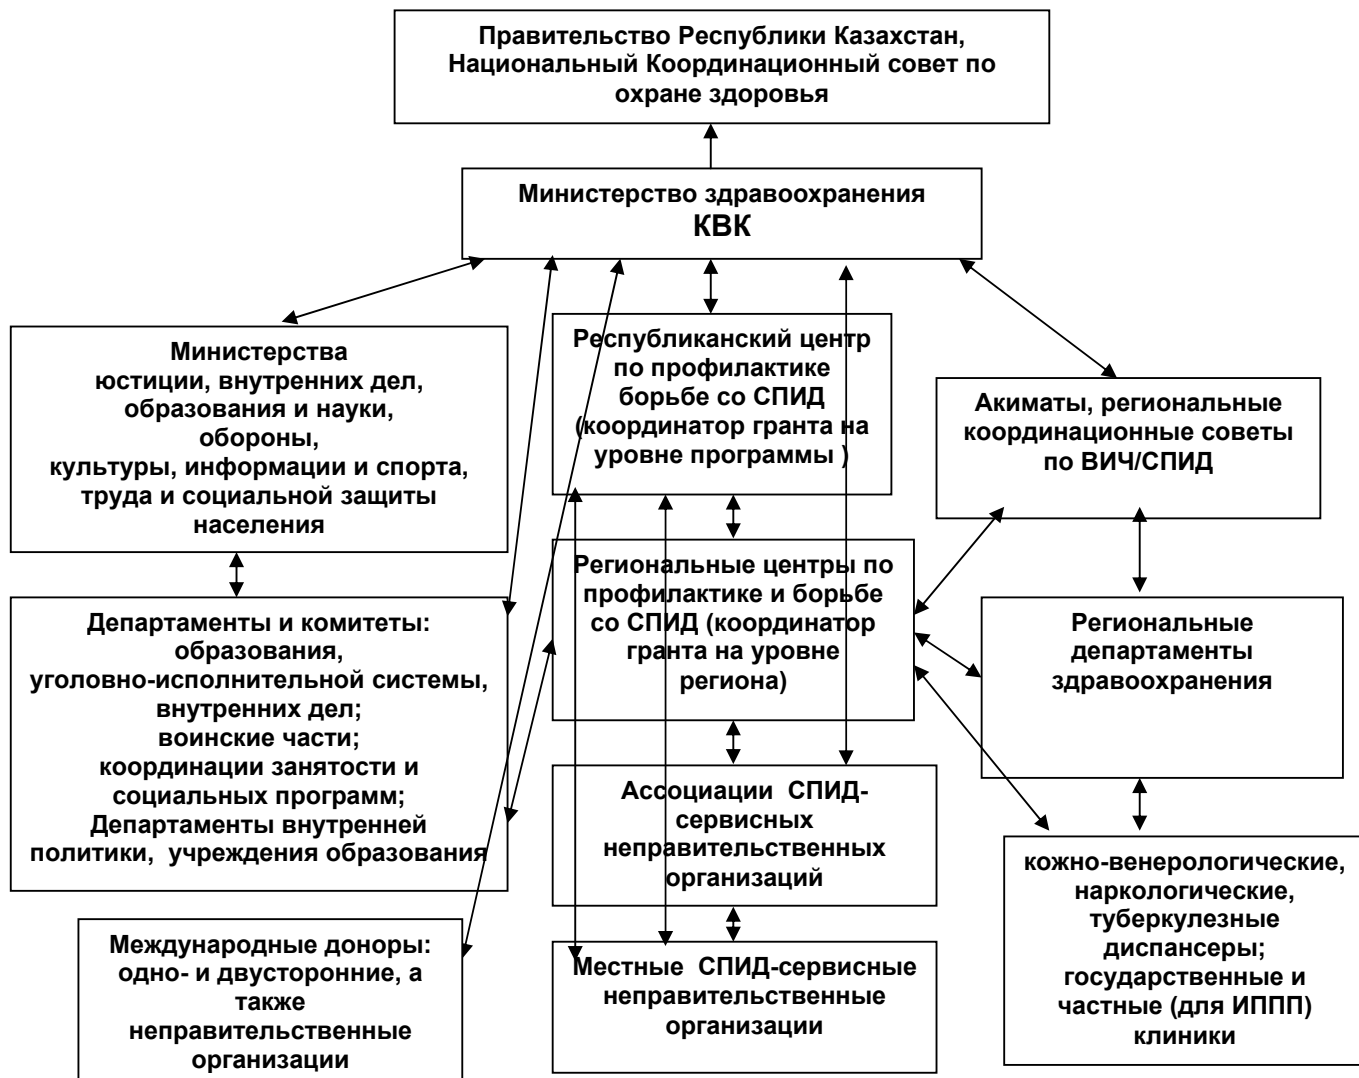 Правительство Республики Казахстан,
Национальный Координационный совет по
охране здоровья
Министерство здравоохранения
КВК
Министерства
юстиции, внутренних дел,
образования и науки,
обороны,
культуры, информации и спорта,
труда и социальной защиты
населения
Республиканский центр
по профилактике
борьбе со СПИД
(координатор гранта на
уровне программы )
Акиматы, региональные
координационные советы
по ВИЧ/СПИД
Департаменты и комитеты:
образования,
уголовно-исполнительной системы,
внутренних дел;
воинские части;
координации занятости и
социальных программ;
Департаменты внутренней
политики, учреждения образования
Региональные центры по
профилактике и борьбе
со СПИД (координатор
гранта на уровне
региона)
Региональные
департаменты
здравоохранения
Ассоциации СПИД-
сервисных
неправительственных
организаций
кожно-венерологические,
наркологические,
туберкулезные
диспансеры;
государственные и
частные (для ИППП)
клиники
Международные доноры:
одно- и двусторонние, а
также
неправительственные
организации
Местные СПИД-сервисные
неправительственные
организации